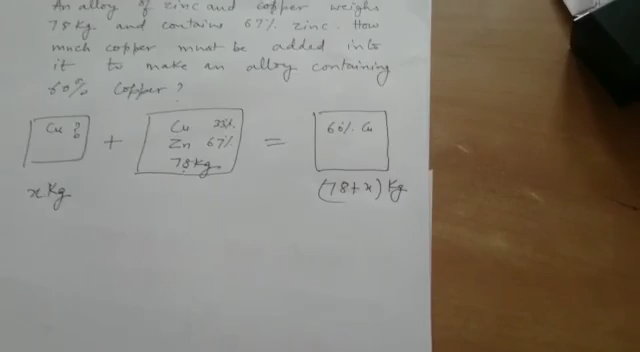 An alloy of zinc and copper weighs
78 Kg and contains 67% zinc. How
much copper must be added into
it to make an alloy containing
60% Copper?
Cu ? + Cu 33%. = 60%. Cu
Zn 67%
78 Kg
x Kg (78 + x) Kg